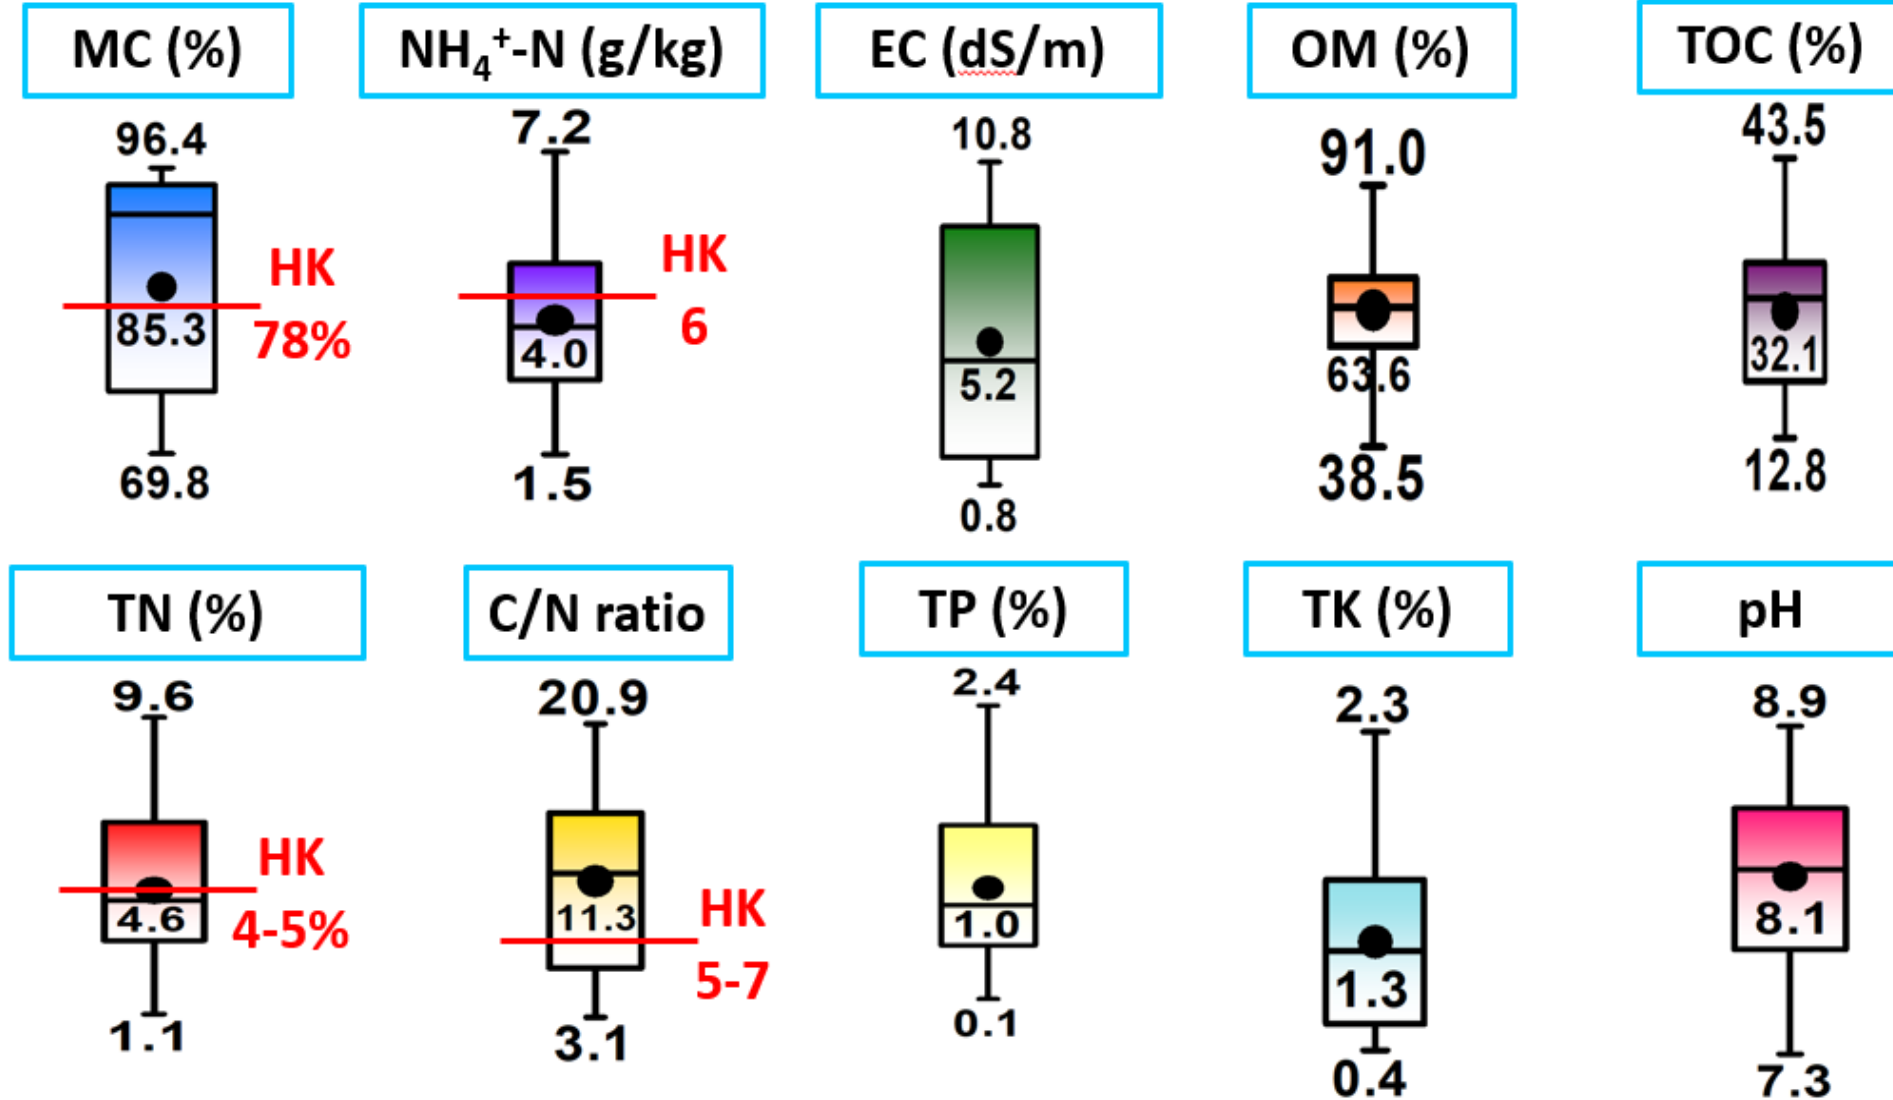 MC (%)
NH₄⁺-N (g/kg)
EC (dS/m)
OM (%)
TOC (%)
96.4
7.2
10.8
91.0
43.5
HK
78%
HK
6
85.3
4.0
5.2
63.6
32.1
69.8
1.5
0.8
38.5
12.8
TN (%)
C/N ratio
TP (%)
TK (%)
pH
9.6
20.9
2.4
2.3
8.9
HK
4-5%
HK
5-7
4.6
11.3
1.0
1.3
8.1
1.1
3.1
0.1
0.4
7.3